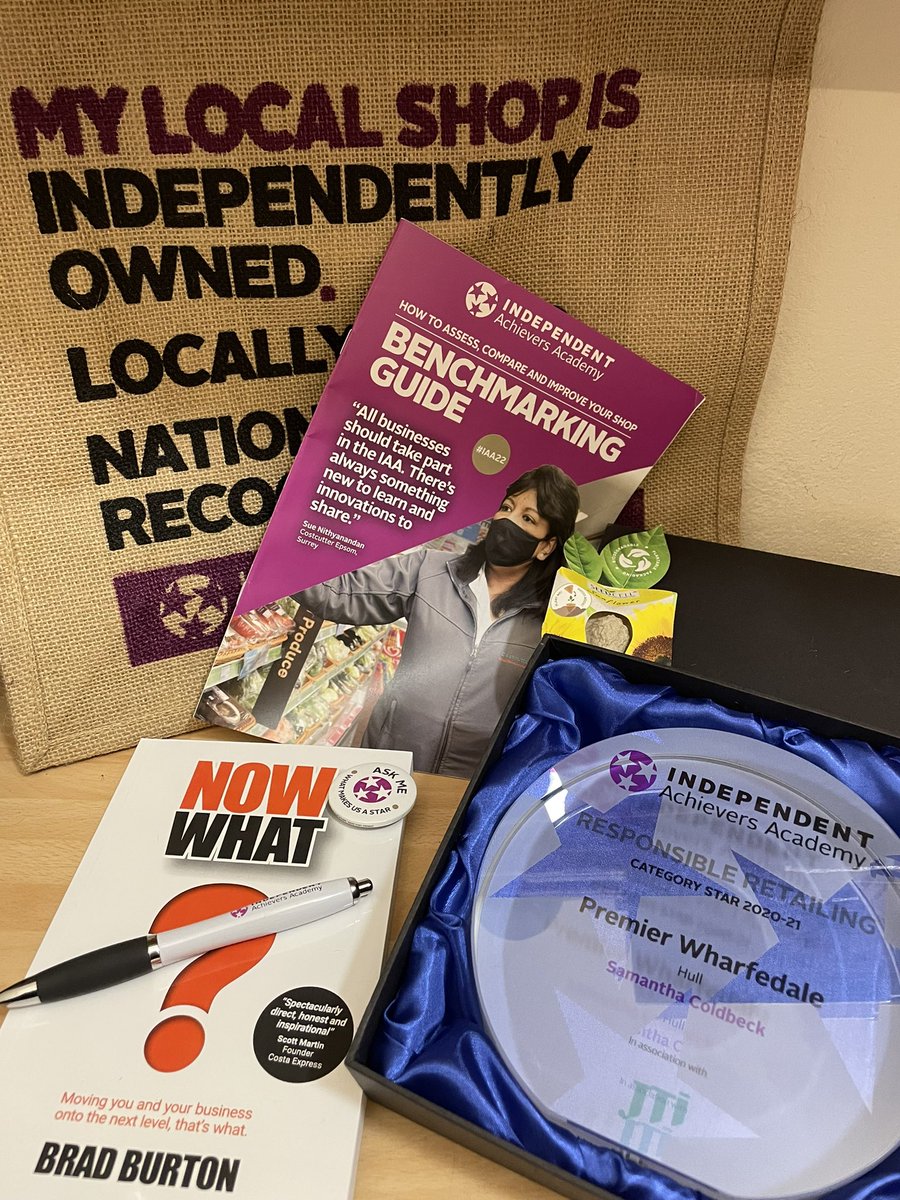 MY LOCAL SHOP IS
INDEPENDENTLY
OWNED.
LOCALLY
NATION
RECOG
INDEPENDENT
Achievers Academy
HOW TO ASSESS, COMPARE AND IMPROVE YOUR SHOP
BENCHMARKING
GUIDE
#IAA22
“All businesses
should take part
in the IAA. There's
always something
new to learn and
innovations to
share.”
Sue Nithyanandan
Costcutter Epsom,
Surrey
Produce
NOW
WHAT
?
ASK ME
WHAT MAKES US A STAR
INDEPENDENT
Achievers Academy
“Spectacularly
direct, honest and
inspirational”
Scott Martin
Founder
Costa Express
Moving you and your business
onto the next level, that's what.
BRAD BURTON
INDEPENDENT
Achievers Academy
RESPONSIBLE RETAILING
CATEGORY STAR 2020-21
Premier Wharfedale
Hull
Samantha Coldbeck
In association with
JTI